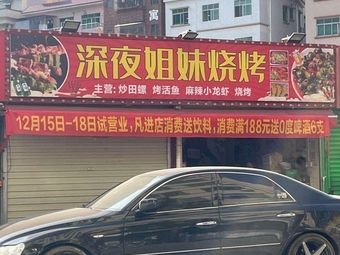 寓
深夜姐妹烧烤
主营:炒田螺 烤活鱼 麻辣小龙虾 烧烤
12月15日-18日试营业,凡进店消费送饮料,消费满188元送0度啤酒6支